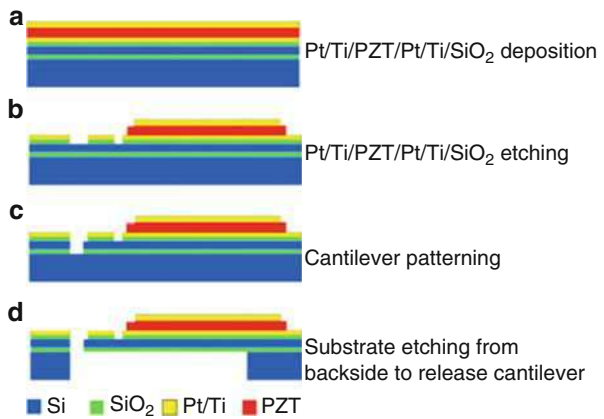 a
Pt/Ti/PZT/Pt/Ti/SiO₂ deposition
b
Pt/Ti/PZT/Pt/Ti/SiO₂ etching
c
Cantilever patterning
d
Substrate etching from
backside to release cantilever
Si SiO₂ Pt/Ti PZT